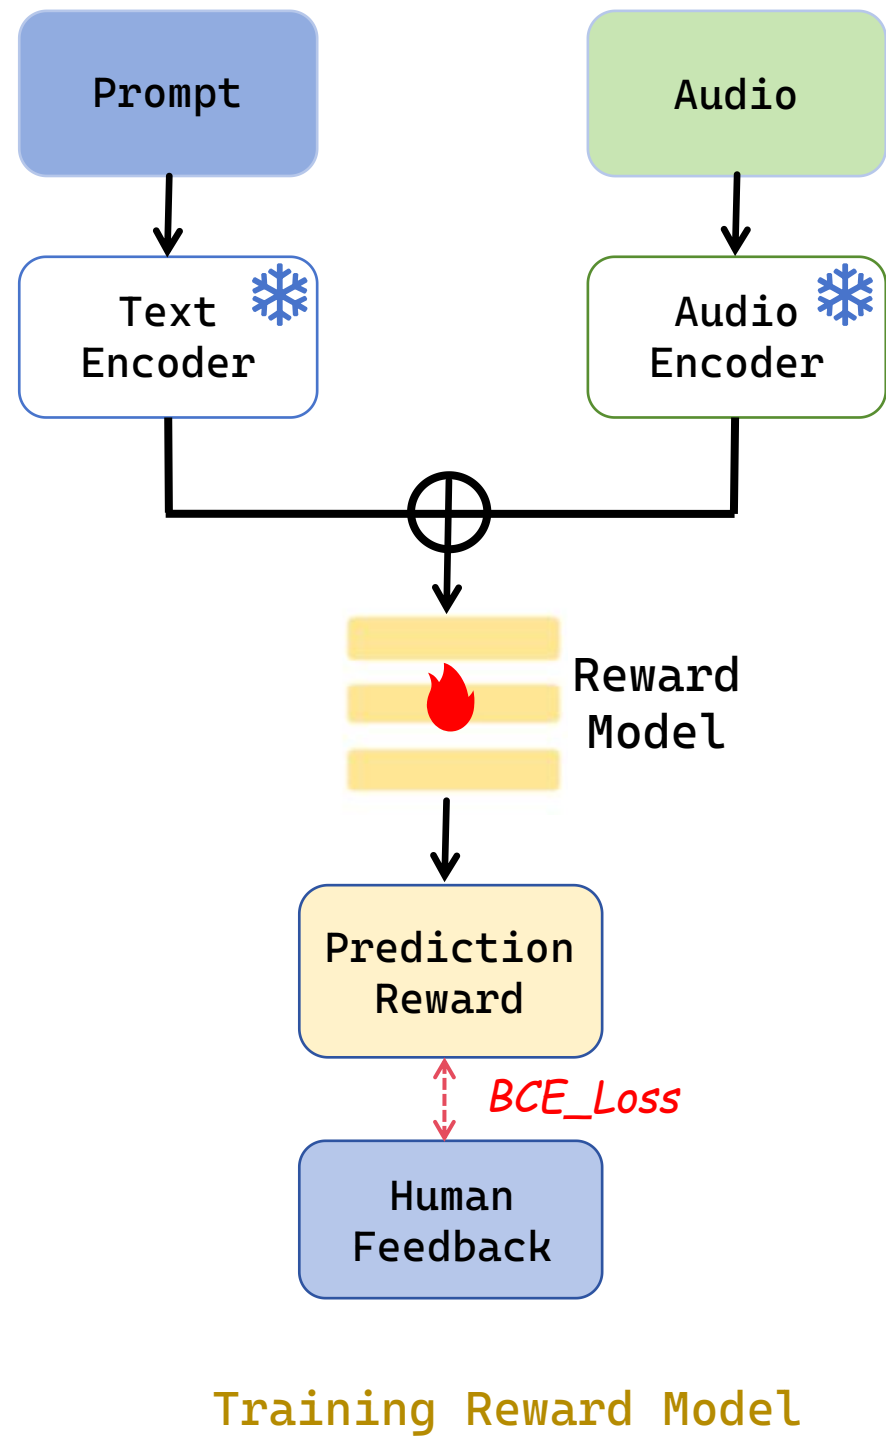 Prompt
Audio
Text
Encoder
Audio
Encoder
Reward
Model
Prediction
Reward
BCE_Loss
Human
Feedback
Training Reward Model